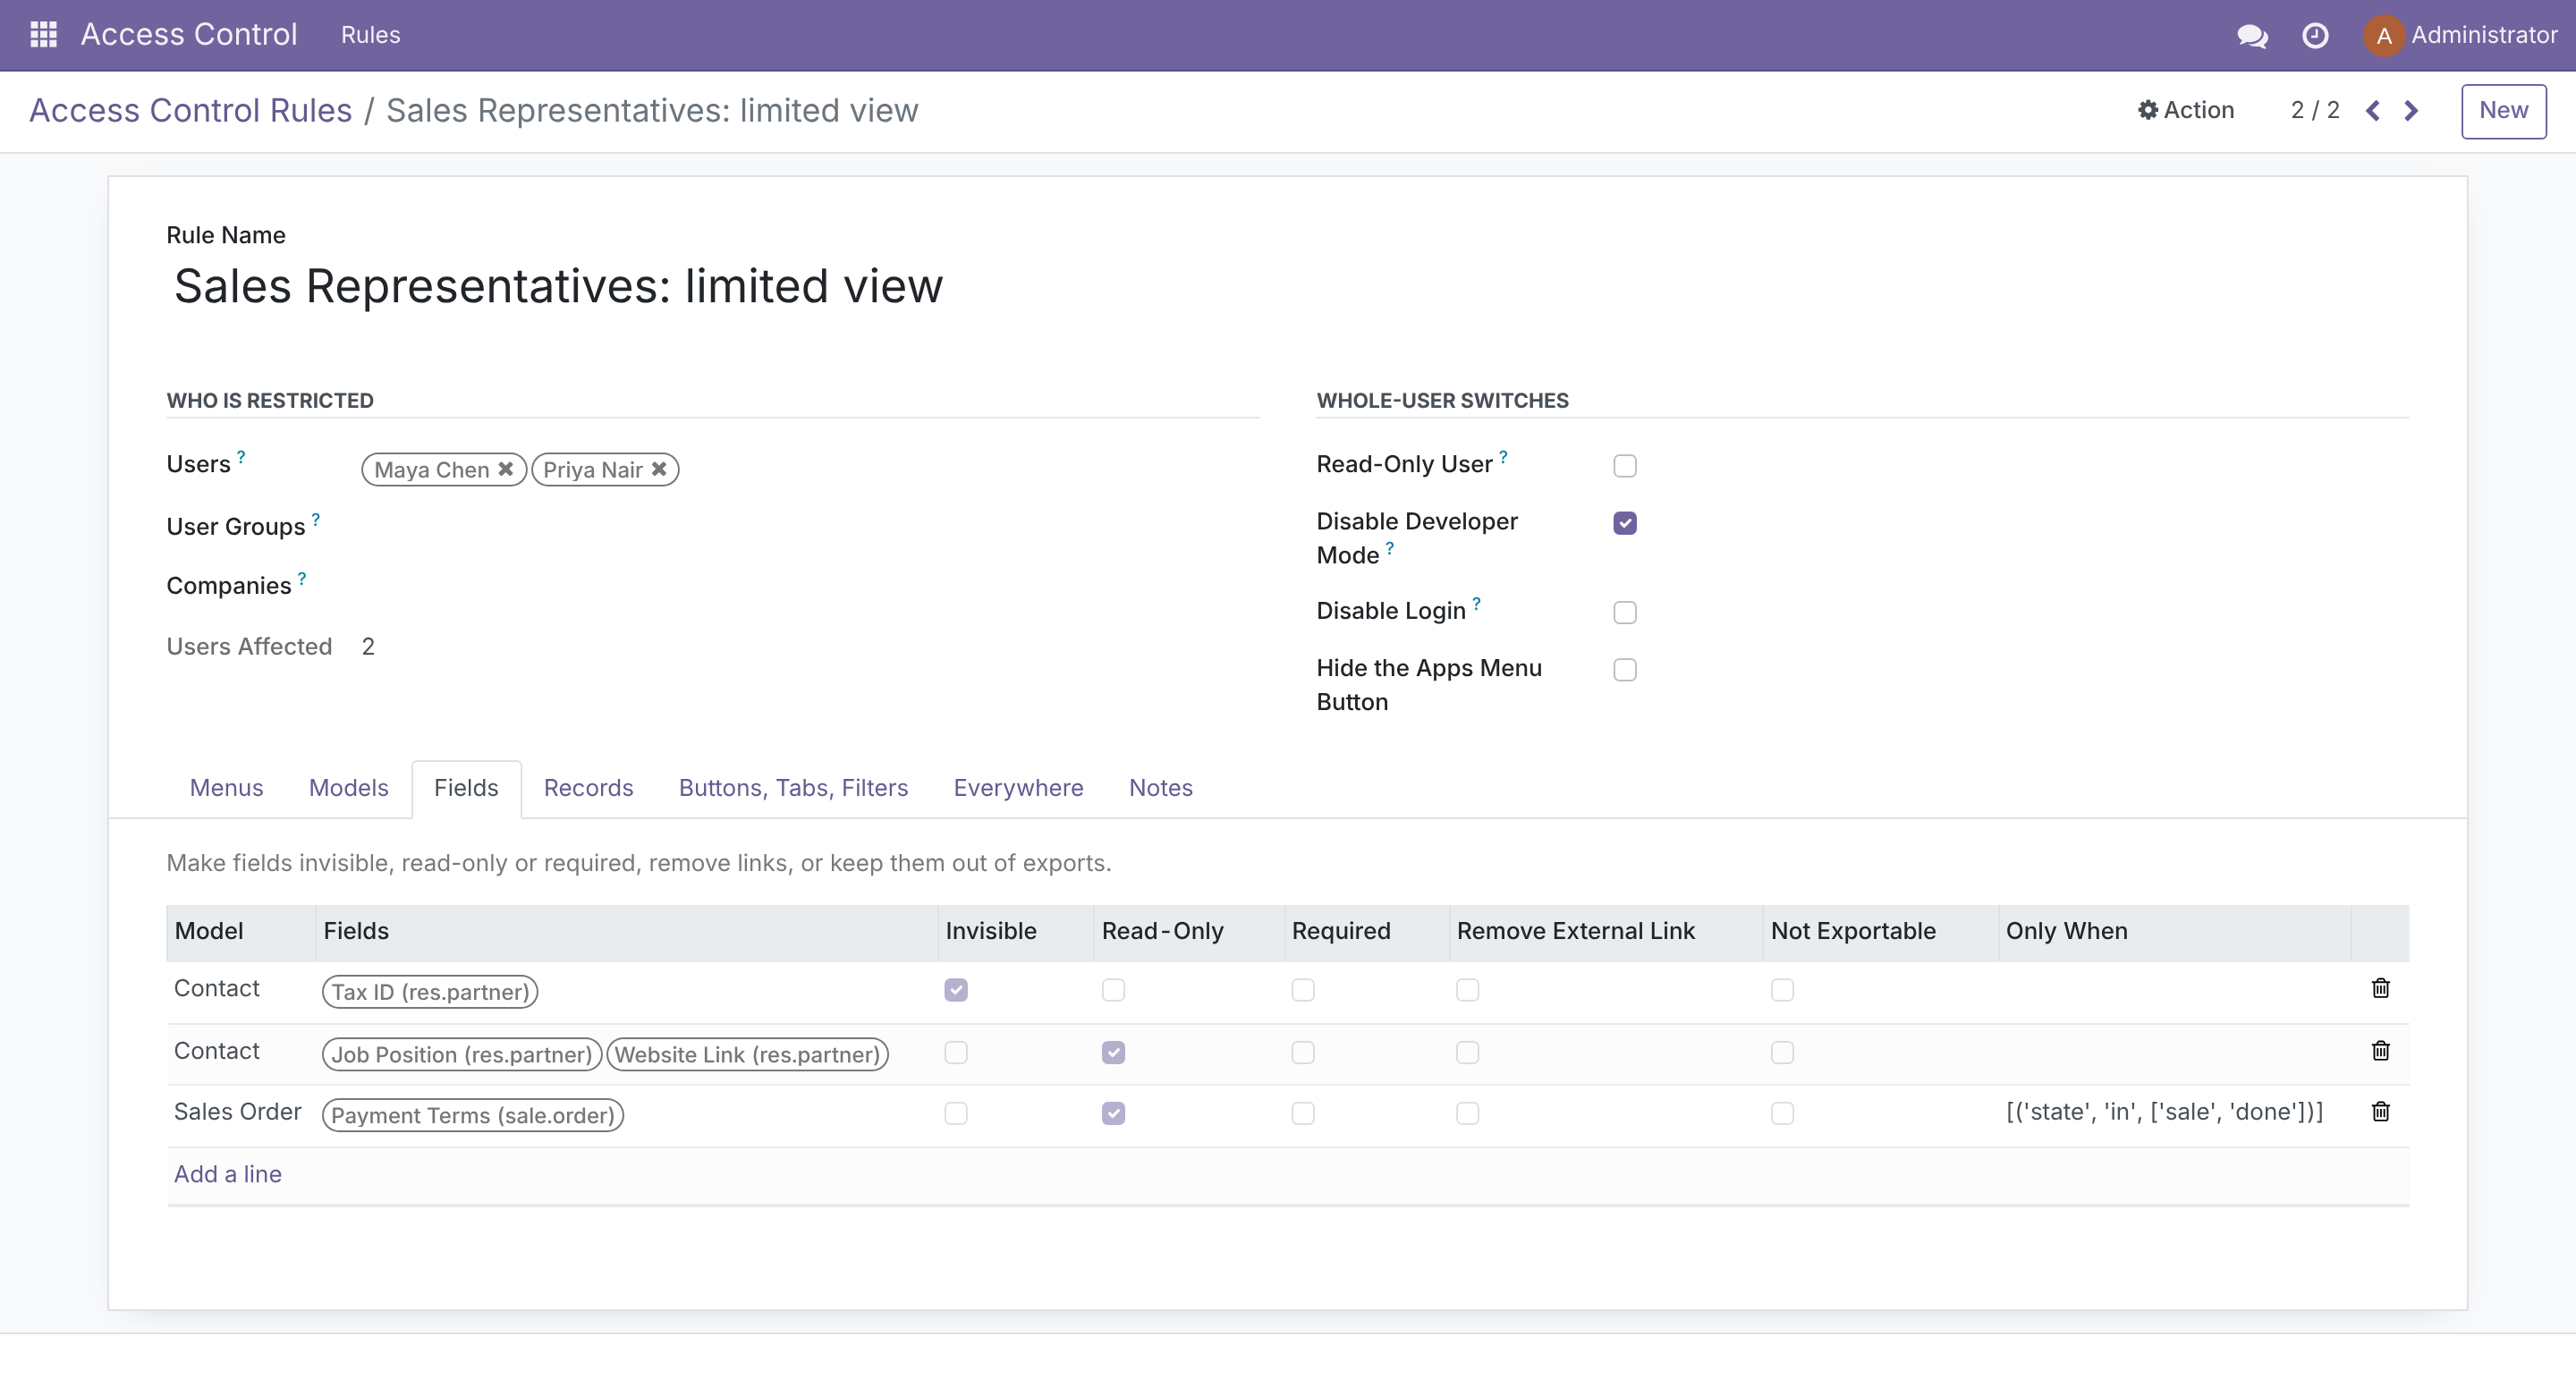 Access Control Rules Administrator
Access Control Rules / Sales Representatives: limited view Action 2 / 2 New
Rule Name
Sales Representatives: limited view
WHO IS RESTRICTED WHOLE-USER SWITCHES
Users ? Maya Chen ✖ Priya Nair ✖ Read-Only User ?
User Groups ? Disable Developer Mode ?
Companies ? Disable Login ?
Users Affected 2 Hide the Apps Menu Button
Menus Models Fields Records Buttons, Tabs, Filters Everywhere Notes
Make fields invisible, read-only or required, remove links, or keep them out of exports.
Model Fields Invisible Read-Only Required Remove External Link Not Exportable Only When
Contact Tax ID (res.partner)
Contact Job Position (res.partner) Website Link (res.partner)
Sales Order Payment Terms (sale.order) [('state', 'in', ['sale', 'done'])]
Add a line